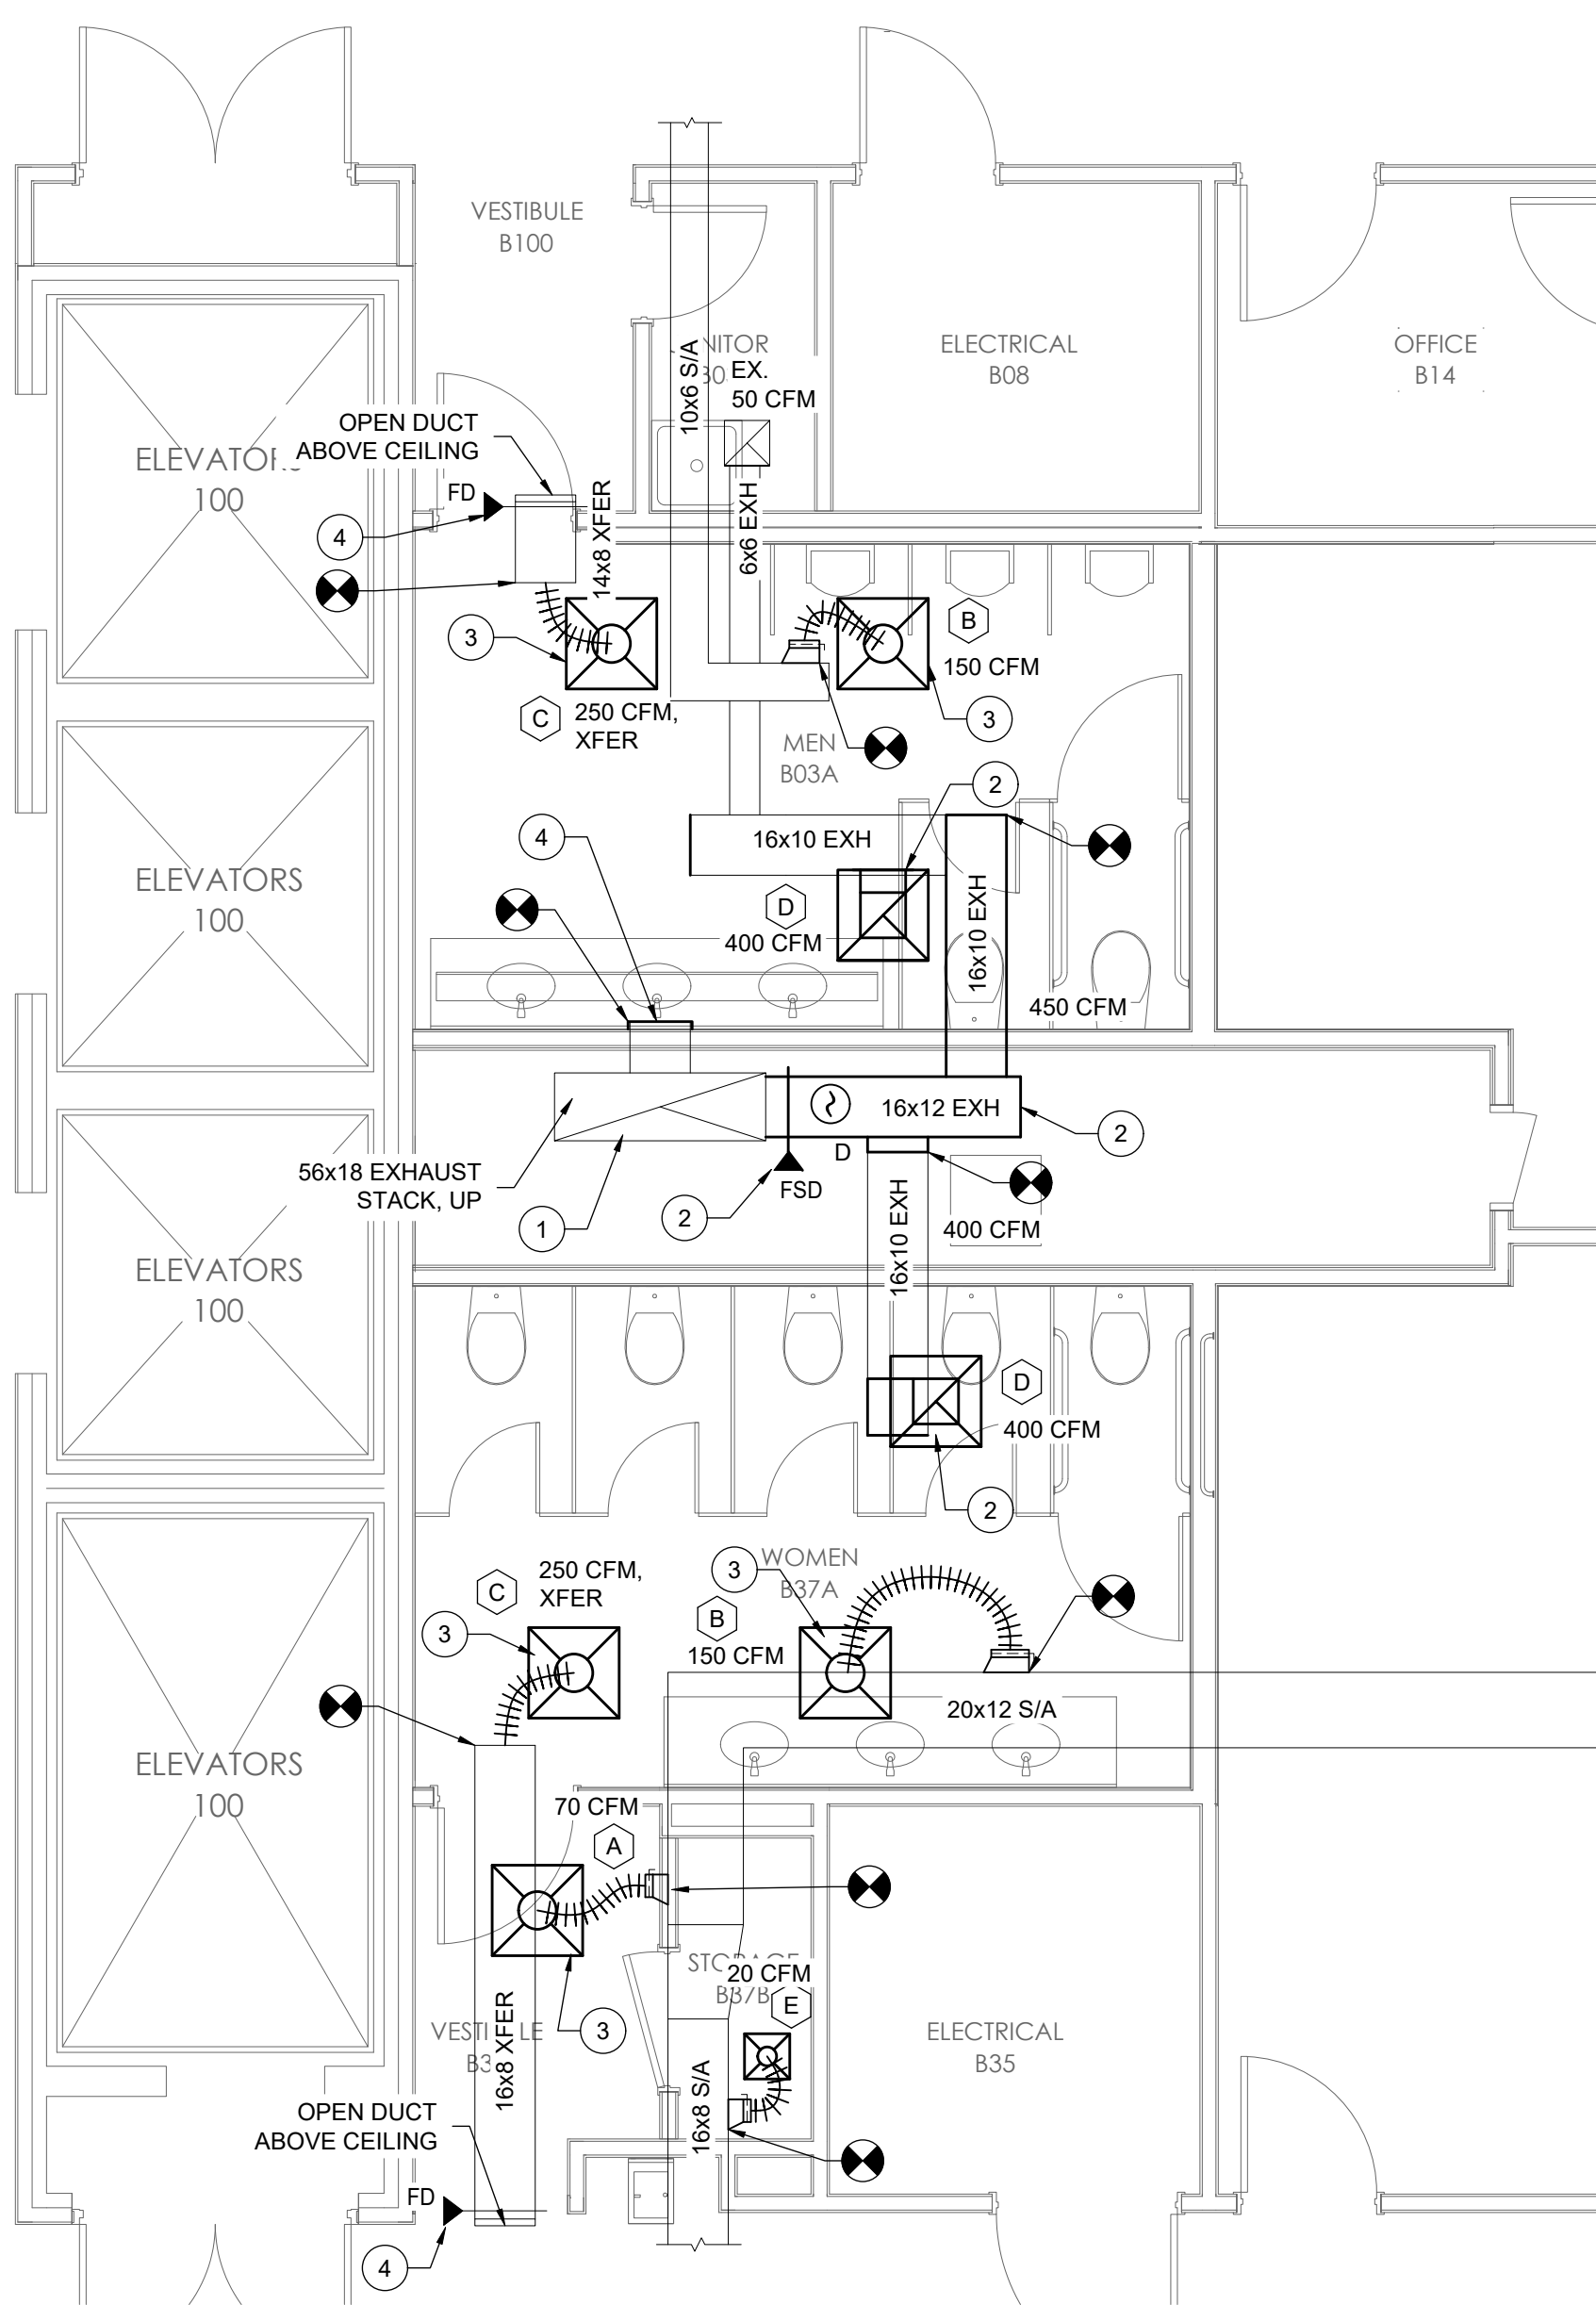 VESTIBULE
B100
10x6 S/A
EX.
50 CFM
ELECTRICAL
B08
OFFICE
B14
OPEN DUCT
ABOVE CEILING
100
FD
4
14x8 XFER
6x6 EXH
3
B
150 CFM
C
250 CFM,
XFER
3
MEN
B03A
2
4
16x10 EXH
ELEVATORS
100
D
400 CFM
16x10 EXH
450 CFM
16x12 EXH
2
56x18 EXHAUST
STACK, UP
D
FSD
1
2
16x10 EXH
400 CFM
ELEVATORS
100
D
400 CFM
2
C
250 CFM,
XFER
3
WOMEN
B37A
3
B
150 CFM
20x12 S/A
ELEVATORS
100
70 CFM
A
20 CFM
E
3
16x8 XFER
16x8 S/A
ELECTRICAL
B35
OPEN DUCT
ABOVE CEILING
FD
4